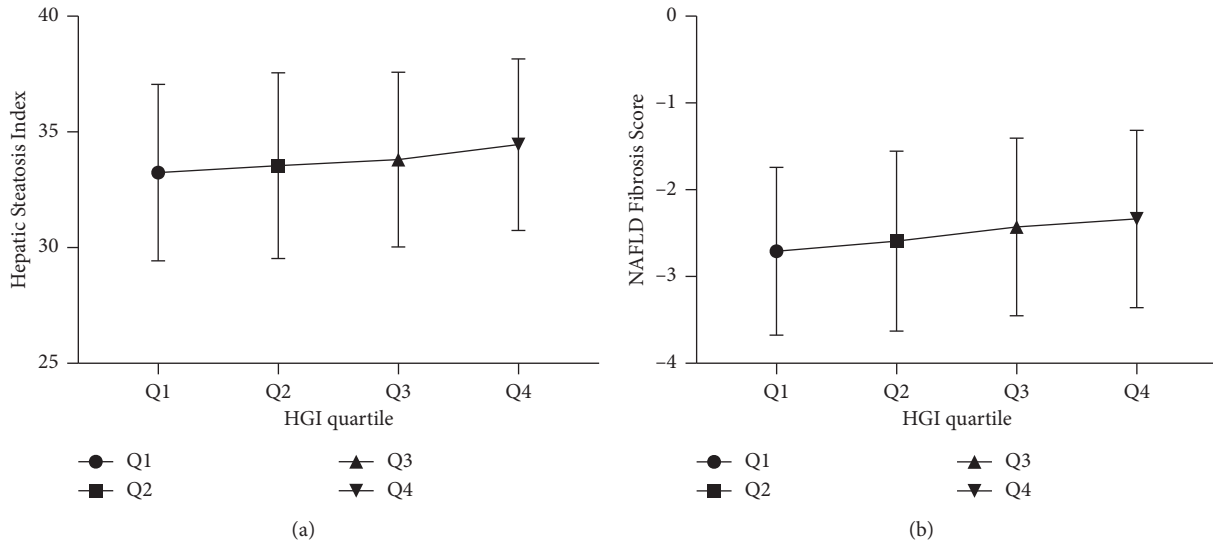 40
35
30
25
Hepatic Steatosis Index
Q1 Q2 Q3 Q4
HGI quartile
Q1 Q3
Q2 Q4
(a)
0
–1
–2
–3
–4
NAFLD Fibrosis Score
Q1 Q2 Q3 Q4
HGI quartile
Q1 Q3
Q2 Q4
(b)